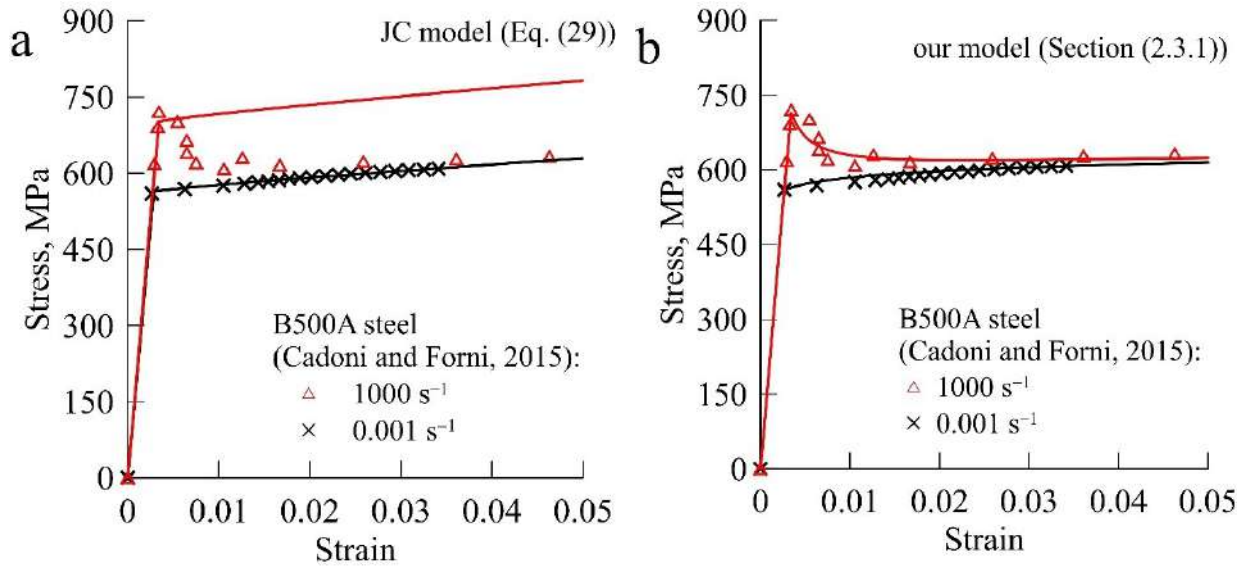 a
JC model (Eq. (29))
900
750
600
450
300
150
0
Stress, MPa
B500A steel
(Cadoni and Forni, 2015):
△ 1000 s⁻¹
× 0.001 s⁻¹
0 0.01 0.02 0.03 0.04 0.05
Strain
b
our model (Section (2.3.1))
900
750
600
450
300
150
0
Stress, MPa
B500A steel
(Cadoni and Forni, 2015):
△ 1000 s⁻¹
× 0.001 s⁻¹
0 0.01 0.02 0.03 0.04 0.05
Strain